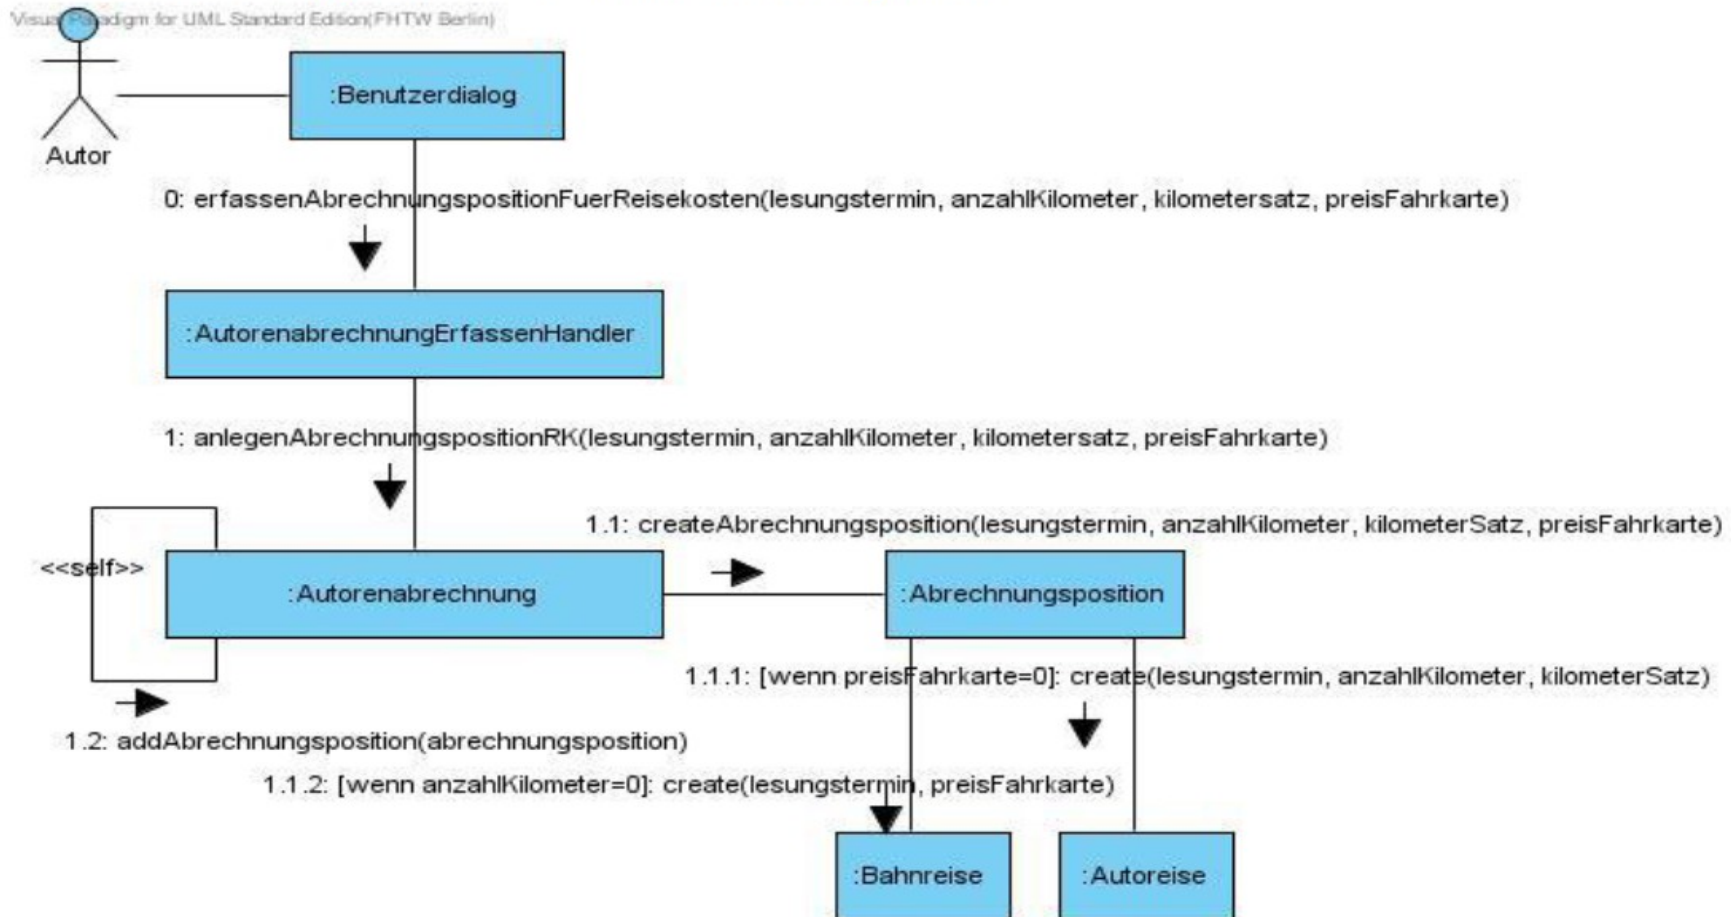 Visual Paradigm for UML Standard Edition(FHTW Berlin)
:Benutzerdialog
Autor
0: erfassenAbrechnungspositionFuerReisekosten(lesungstermin, anzahlKilometer, kilometersatz, preisFahrkarte)
:AutorenabrechnungErfassenHandler
1: anlegenAbrechnungspositionRK(lesungstermin, anzahlKilometer, kilometersatz, preisFahrkarte)
1.1: createAbrechnungsposition(lesungstermin, anzahlKilometer, kilometerSatz, preisFahrkarte)
<<self>>
:Autorenabrechnung
:Abrechnungsposition
1.1.1: [wenn preisFahrkarte=0]: create(lesungstermin, anzahlKilometer, kilometerSatz)
1.2: addAbrechnungsposition(abrechnungsposition)
1.1.2: [wenn anzahlKilometer=0]: create(lesungstermin, preisFahrkarte)
:Bahnreise
:Autoreise